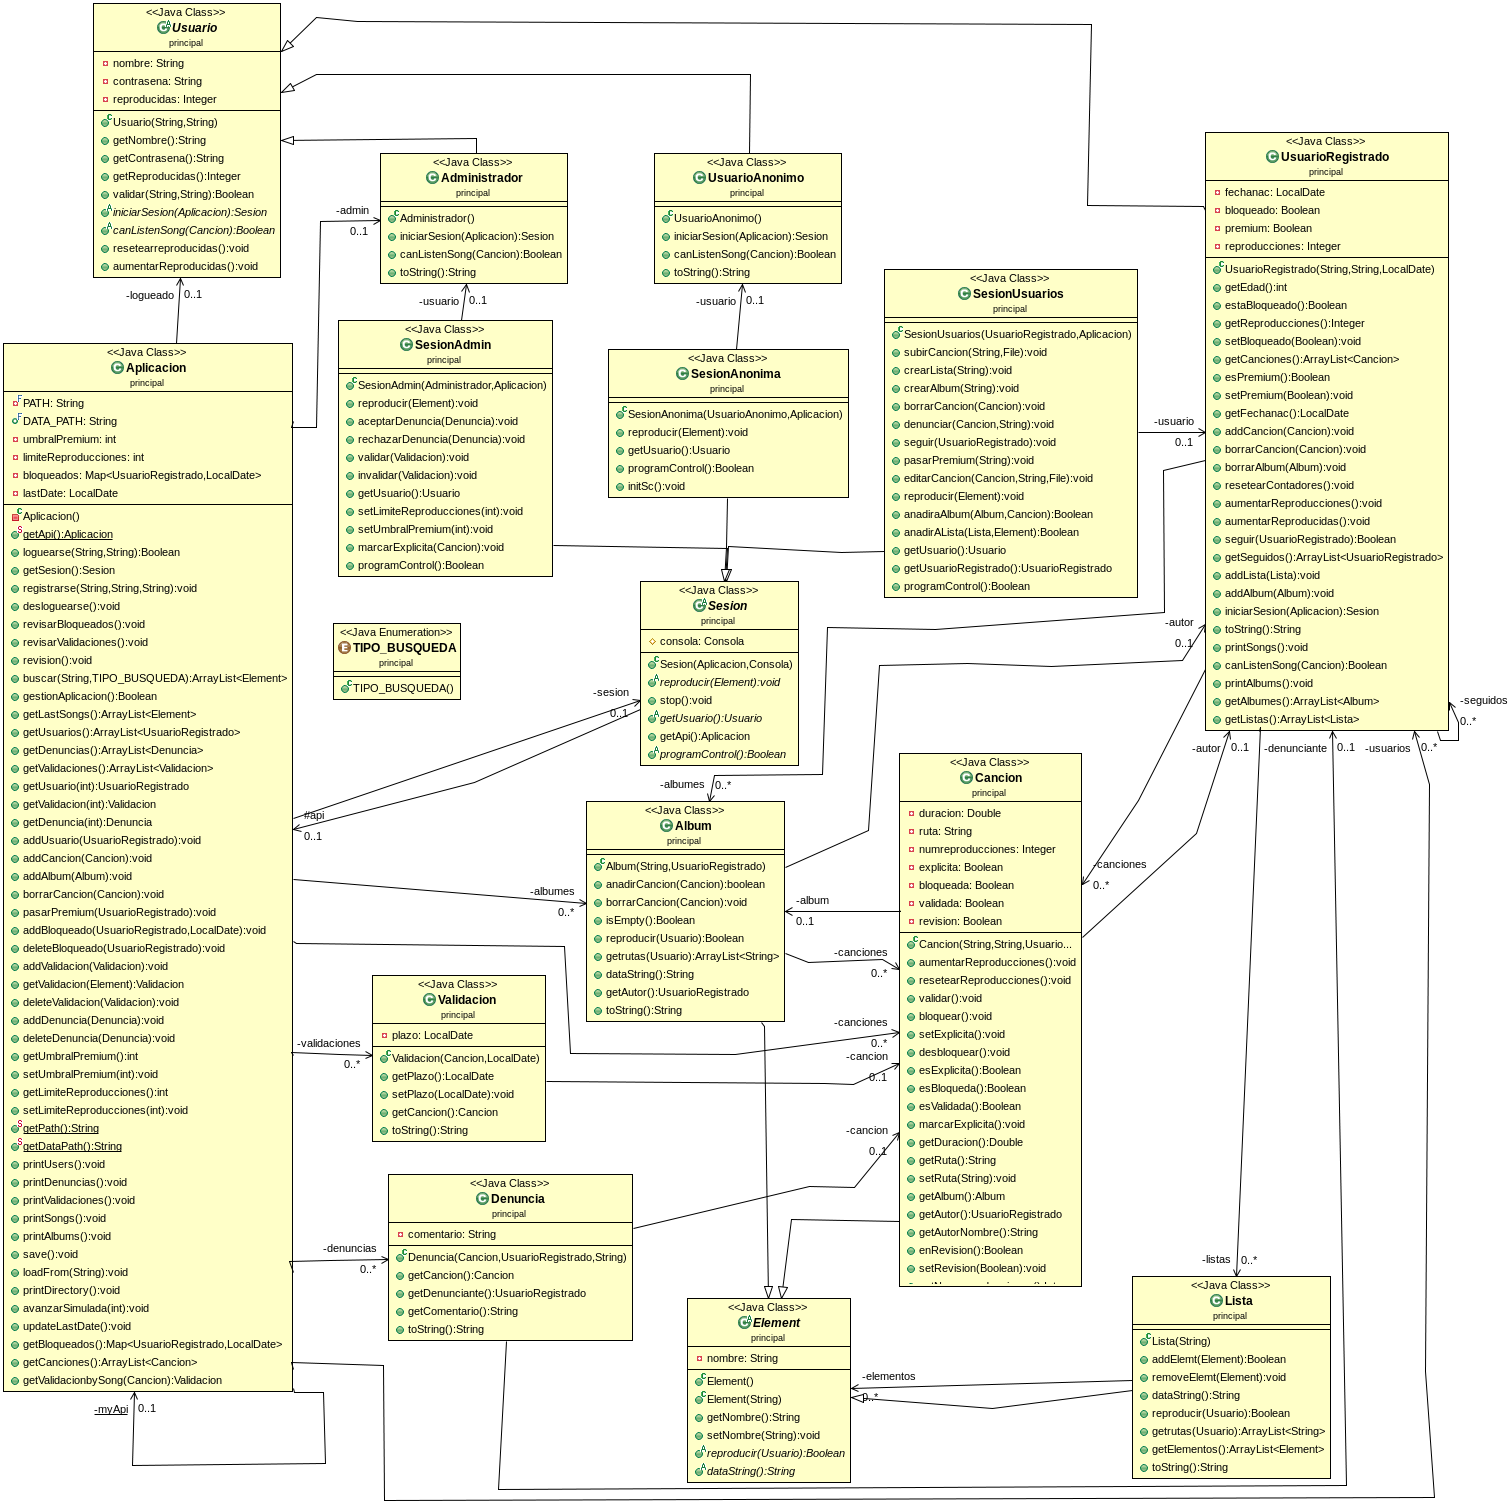 <<Java Class>>
Usuario
principal
nombre: String
contrasena: String
reproducidas: Integer
Usuario(String,String)
getNombre():String
getContrasena():String
getReproducidas():Integer
validar(String,String):Boolean
iniciarSesion(Aplicacion):Sesion
canListenSong(Cancion):Boolean
resetearreproducidas():void
aumentarReproducidas():void
-logueado
0..1
<<Java Class>>
Administrador
principal
Administrador()
iniciarSesion(Aplicacion):Sesion
canListenSong(Cancion):Boolean
toString():String
-admin
0..1
-usuario
0..1
<<Java Class>>
UsuarioAnonimo
principal
UsuarioAnonimo()
iniciarSesion(Aplicacion):Sesion
canListenSong(Cancion):Boolean
toString():String
-usuario
0..1
<<Java Class>>
UsuarioRegistrado
principal
fechanac: LocalDate
bloqueado: Boolean
premium: Boolean
reproducciones: Integer
UsuarioRegistrado(String,String,LocalDate)
getEdad():int
estaBloqueado():Boolean
getReproducciones():Integer
setBloqueado(Boolean):void
getCanciones():ArrayList<Cancion>
esPremium():Boolean
setPremium(Boolean):void
getFechanac():LocalDate
addCancion(Cancion):void
borrarCancion(Cancion):void
borrarAlbum(Album):void
resetearContadores():void
aumentarReproducciones():void
aumentarReproducidas():void
seguir(UsuarioRegistrado):Boolean
getSeguidos():ArrayList<UsuarioRegistrado>
addLista(Lista):void
addAlbum(Album):void
iniciarSesion(Aplicacion):Sesion
toString():String
printSongs():void
canListenSong(Cancion):Boolean
printAlbums():void
getAlbumes():ArrayList<Album>
getListas():ArrayList<Lista>
-seguidos
0..*
<<Java Class>>
SesionUsuarios
principal
SesionUsuarios(UsuarioRegistrado,Aplicacion)
subirCancion(String,File):void
crearLista(String):void
crearAlbum(String):void
borrarCancion(Cancion):void
denunciar(Cancion,String):void
seguir(UsuarioRegistrado):void
pasarPremium(String):void
editarCancion(Cancion,String,File):void
reproducir(Element):void
anadiraAlbum(Album,Cancion):Boolean
anadirALista(Lista,Element):Boolean
getUsuario():Usuario
getUsuarioRegistrado():UsuarioRegistrado
programControl():Boolean
-usuario
0..1
<<Java Class>>
SesionAdmin
principal
SesionAdmin(Administrador,Aplicacion)
reproducir(Element):void
aceptarDenuncia(Denuncia):void
rechazarDenuncia(Denuncia):void
validar(Validacion):void
invalidar(Validacion):void
getUsuario():Usuario
setLimiteReproducciones(int):void
setUmbralPremium(int):void
marcarExplicita(Cancion):void
programControl():Boolean
<<Java Class>>
SesionAnonima
principal
SesionAnonima(UsuarioAnonimo,Aplicacion)
reproducir(Element):void
getUsuario():Usuario
programControl():Boolean
initSc():void
<<Java Class>>
Aplicacion
principal
PATH: String
DATA_PATH: String
umbralPremium: int
limiteReproducciones: int
bloqueados: Map<UsuarioRegistrado,LocalDate>
lastDate: LocalDate
Aplicacion()
getApi():Aplicacion
loguearse(String,String):Boolean
getSesion():Sesion
registrarse(String,String,String):void
desloguearse():void
revisarBloqueados():void
revisarValidaciones():void
revision():void
buscar(String,TIPO_BUSQUEDA):ArrayList<Element>
gestionAplicacion():Boolean
getLastSongs():ArrayList<Element>
getUsuarios():ArrayList<UsuarioRegistrado>
getDenuncias():ArrayList<Denuncia>
getValidaciones():ArrayList<Validacion>
getUsuario(int):UsuarioRegistrado
getValidacion(int):Validacion
getDenuncia(int):Denuncia
addUsuario(UsuarioRegistrado):void
addCancion(Cancion):void
addAlbum(Album):void
borrarCancion(Cancion):void
pasarPremium(UsuarioRegistrado):void
addBloqueado(UsuarioRegistrado,LocalDate):void
deleteBloqueado(UsuarioRegistrado):void
addValidacion(Validacion):void
getValidacion(Element):Validacion
deleteValidacion(Validacion):void
addDenuncia(Denuncia):void
deleteDenuncia(Denuncia):void
getUmbralPremium():int
setUmbralPremium(int):void
getLimiteReproducciones():int
setLimiteReproducciones(int):void
getPath():String
getDataPath():String
printUsers():void
printDenuncias():void
printValidaciones():void
printSongs():void
printAlbums():void
save():void
loadFrom(String):void
printDirectory():void
avanzarSimulada(int):void
updateLastDate():void
getBloqueados():Map<UsuarioRegistrado,LocalDate>
getCanciones():ArrayList<Cancion>
getValidacionbySong(Cancion):Validacion
-myApi
0..1
<<Java Enumeration>>
TIPO_BUSQUEDA
principal
TIPO_BUSQUEDA()
<<Java Class>>
Sesion
principal
consola: Consola
Sesion(Aplicacion,Consola)
reproducir(Element):void
stop():void
getUsuario():Usuario
getApi():Aplicacion
programControl():Boolean
-sesion
0..1
#api
0..1
-autor
0..1
-autor
0..1
-denunciante
0..1
-usuarios
0..*
-albumes
0..*
<<Java Class>>
Album
principal
Album(String,UsuarioRegistrado)
anadirCancion(Cancion):boolean
borrarCancion(Cancion):void
isEmpty():Boolean
reproducir(Usuario):Boolean
getrutas(Usuario):ArrayList<String>
dataString():String
getAutor():UsuarioRegistrado
toString():String
-albumes
0..*
-album
0..1
-canciones
0..*
-canciones
0..*
-canciones
0..*
-cancion
0..1
-cancion
0..1
<<Java Class>>
Cancion
principal
duracion: Double
ruta: String
numreproducciones: Integer
explicita: Boolean
bloqueada: Boolean
validada: Boolean
revision: Boolean
Cancion(String,String,Usuario...
aumentarReproducciones():void
resetearReproducciones():void
validar():void
bloquear():void
setExplicita():void
desbloquear():void
esExplicita():Boolean
esBloqueda():Boolean
esValidada():Boolean
marcarExplicita():void
getDuracion():Double
getRuta():String
setRuta(String):void
getAlbum():Album
getAutor():UsuarioRegistrado
getAutorNombre():String
enRevision():Boolean
setRevision(Boolean):void
<<Java Class>>
Validacion
principal
plazo: LocalDate
Validacion(Cancion,LocalDate)
getPlazo():LocalDate
setPlazo(LocalDate):void
getCancion():Cancion
toString():String
-validaciones
0..*
<<Java Class>>
Denuncia
principal
comentario: String
Denuncia(Cancion,UsuarioRegistrado,String)
getCancion():Cancion
getDenunciante():UsuarioRegistrado
getComentario():String
toString():String
-denuncias
0..*
<<Java Class>>
Element
principal
nombre: String
Element()
Element(String)
getNombre():String
setNombre(String):void
reproducir(Usuario):Boolean
dataString():String
-elementos
0..*
-listas
0..*
<<Java Class>>
Lista
principal
Lista(String)
addElemt(Element):Boolean
removeElemt(Element):void
dataString():String
reproducir(Usuario):Boolean
getrutas(Usuario):ArrayList<String>
getElementos():ArrayList<Element>
toString():String